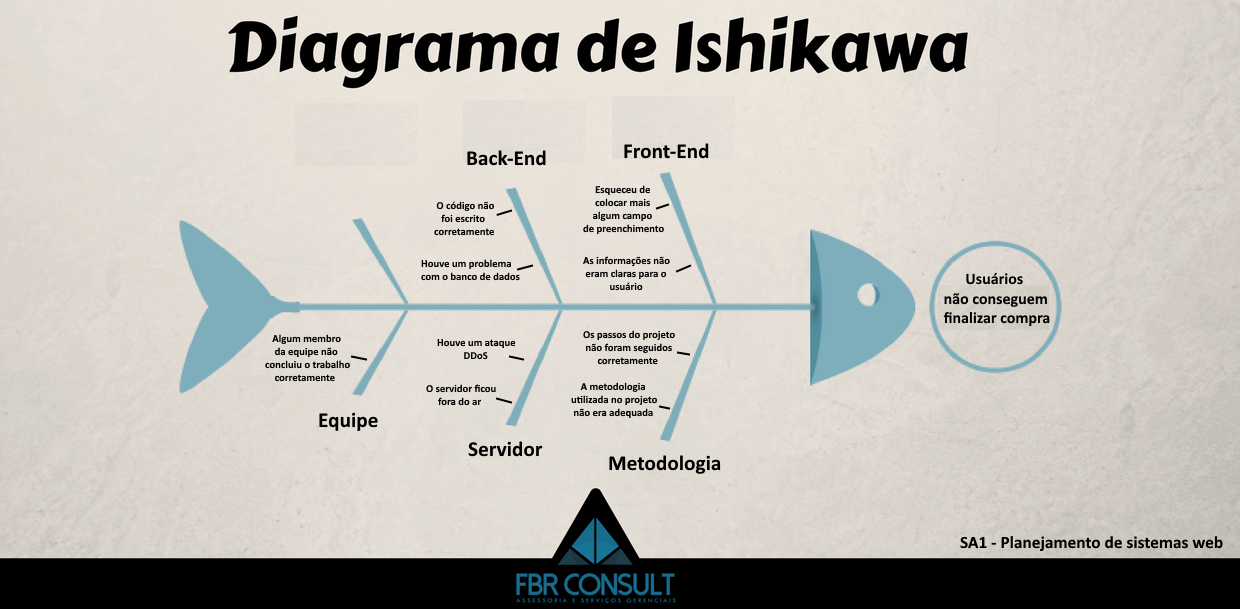 Diagrama de Ishikawa
Back-End
Front-End
O código não
foi escrito
corretamente
Houve um problema
com o banco de dados
Esqueceu de
colocar mais
algum campo
de preenchimento
As informações não
eram claras para o
usuário
Usuários
não conseguem
finalizar compra
Algum membro
da equipe não
concluiu o trabalho
corretamente
Equipe
Houve um ataque
DDoS
O servidor ficou
fora do ar
Servidor
Os passos do projeto
não foram seguidos
corretamente
A metodologia
utilizada no projeto
não era adequada
Metodologia
SA1 - Planejamento de sistemas web
FBR CONSULT
ASSESSORIA E SERVIÇOS GERENCIAIS